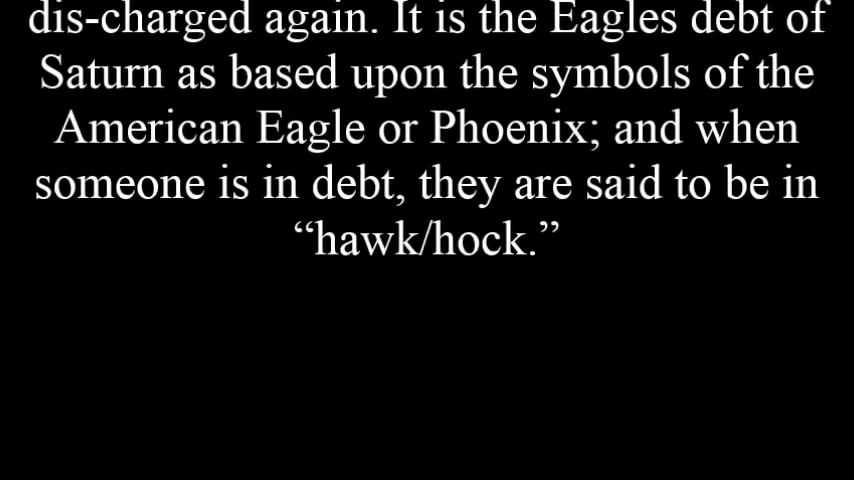 dis-charged again. It is the Eagles debt of
Saturn as based upon the symbols of the
American Eagle or Phoenix; and when
someone is in debt, they are said to be in
“hawk/hock.”